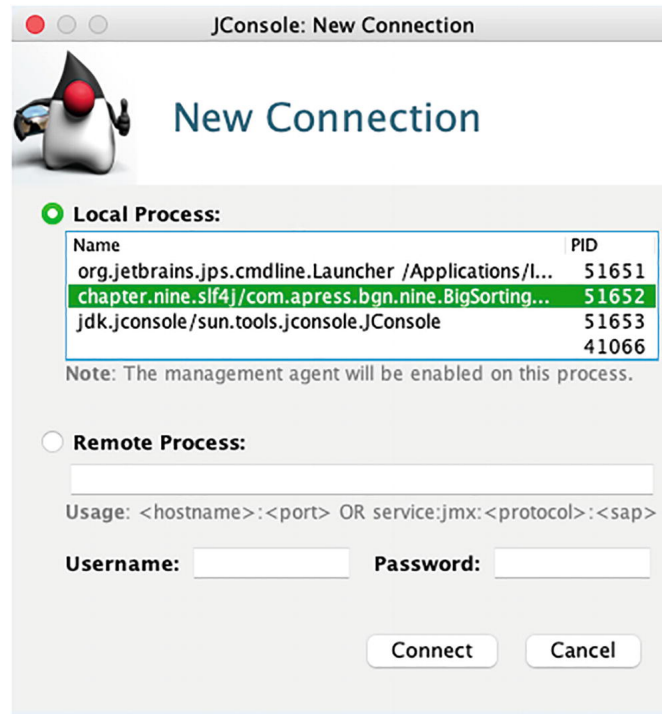 JConsole: New Connection
New Connection
Local Process:
Name PID
org.jetbrains.jps.cmdline.Launcher /Applications/I... 51651
chapter.nine.slf4j/com.apress.bgn.nine.BigSorting... 51652
jdk.jconsole/sun.tools.jconsole.JConsole 51653
41066
Note: The management agent will be enabled on this process.
Remote Process:
Usage: <hostname>:<port> OR service:jmx:<protocol>:<sap>
Username: Password:
Connect Cancel